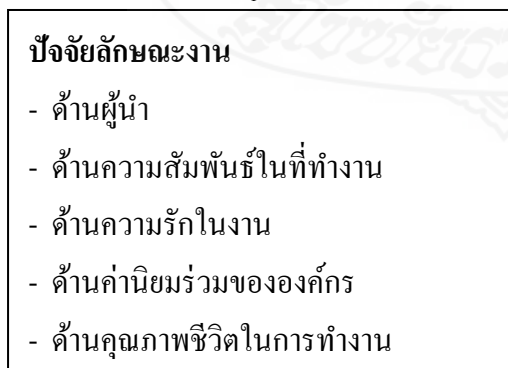 ปัจจัยลักษณะงาน
- ด้านผู้นำ
- ด้านความสัมพันธ์ในที่ทำงาน
- ด้านความรักในงาน
- ด้านค่านิยมร่วมขององค์กร
- ด้านคุณภาพชีวิตในการทำงาน